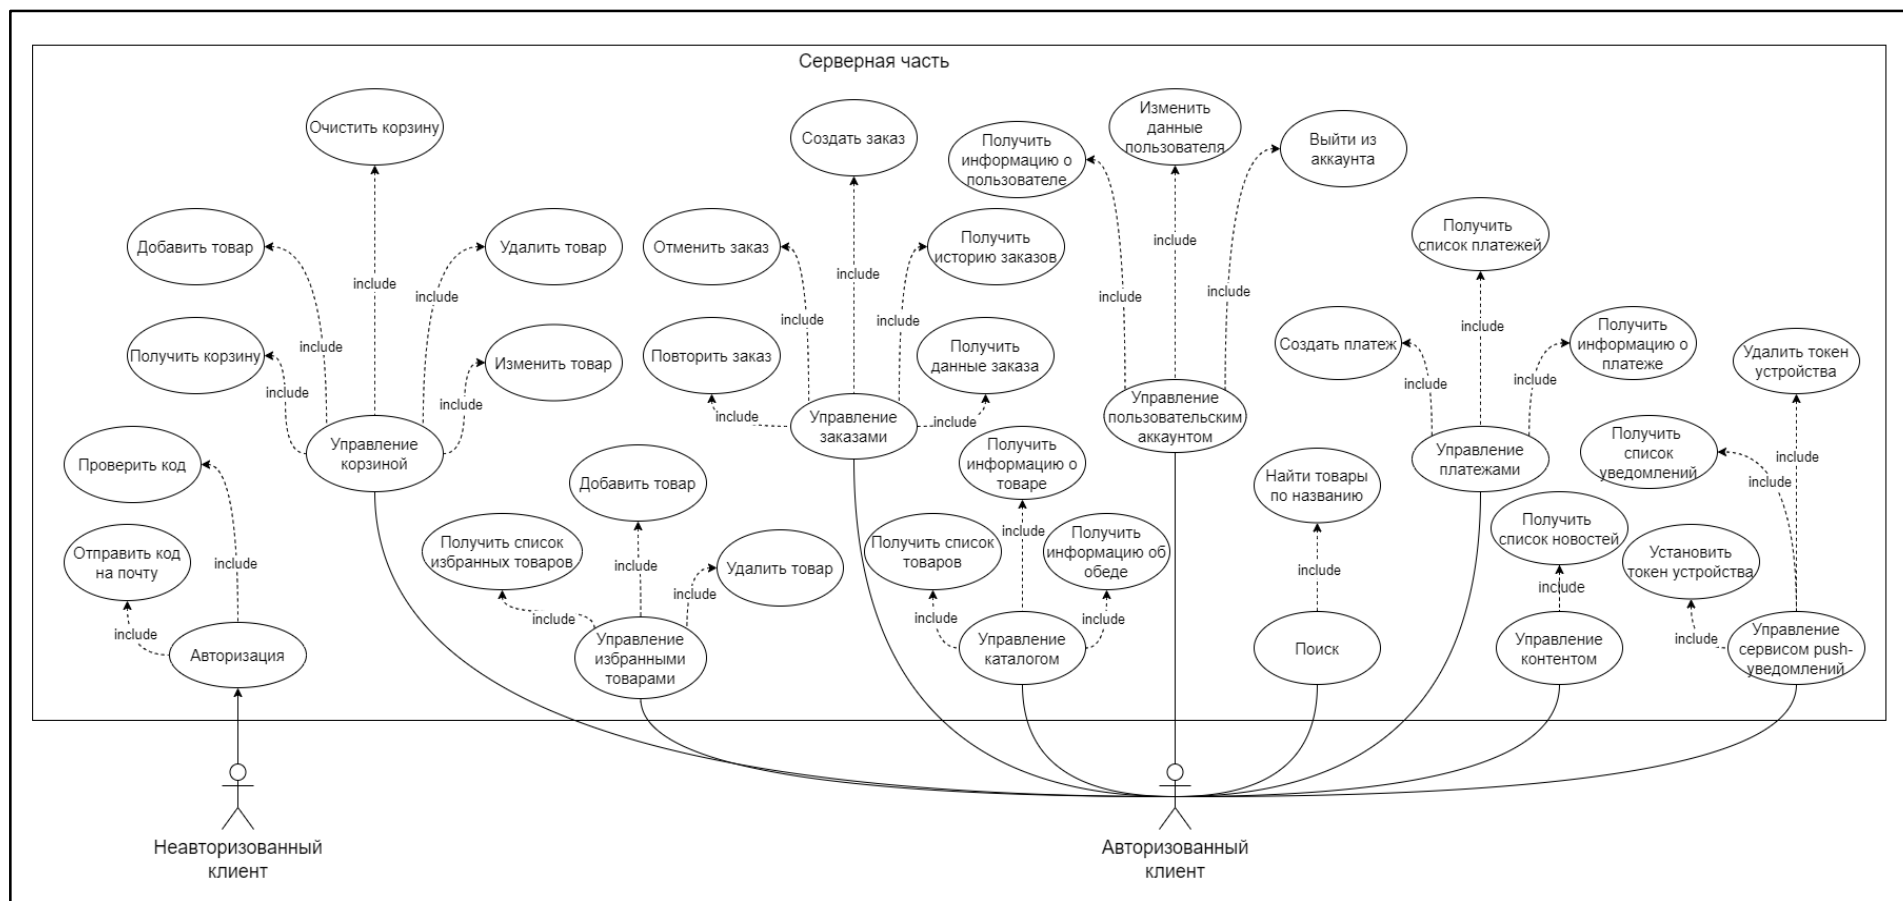 Серверная часть
Очистить корзину
Добавить товар
Удалить товар
Получить корзину
Изменить товар
include
include
include
include
include
Управление
корзиной
Проверить код
Отправить код
на почту
include
include
Авторизация
Создать заказ
Отменить заказ
Получить
историю заказов
Повторить заказ
Получить
данные заказа
include
include
include
include
include
Управление
заказами
Получить
информацию о
пользователе
Изменить
данные
пользователя
Выйти из
аккаунта
include
include
include
Управление
пользовательским
аккаунтом
Получить
список платежей
Создать платеж
Получить
информацию о
платеже
include
include
include
Управление
платежами
Удалить токен
устройства
Получить
список
уведомлений
Установить
токен устройства
include
include
include
Управление
сервисом push-
уведомлений
Добавить товар
Получить список
избранных товаров
Удалить товар
include
include
include
Управление
избранными
товарами
Получить
информацию о
товаре
Получить список
товаров
Получить
информацию об
обеде
include
include
include
Управление
каталогом
Найти товары
по названию
include
Поиск
Получить
список новостей
include
Управление
контентом
Неавторизованный
клиент
Авторизованный
клиент